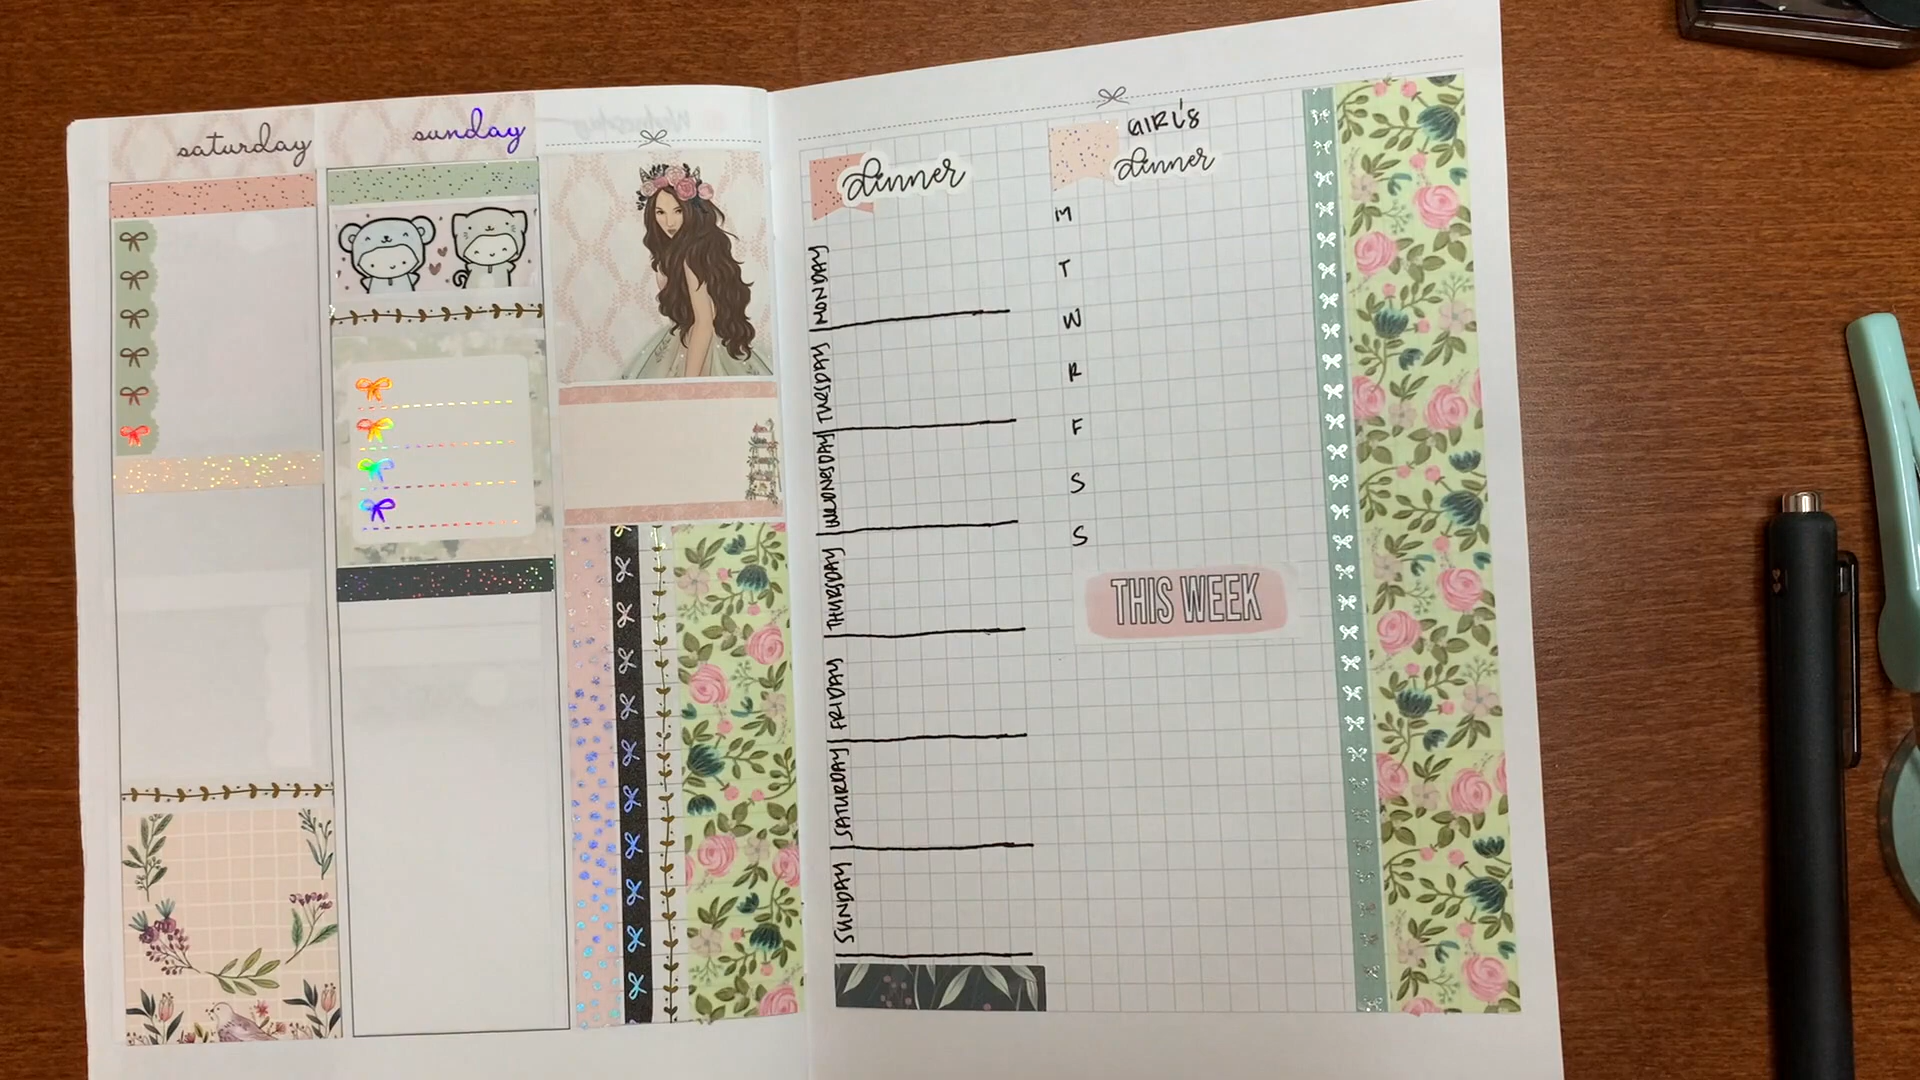 saturday
sunday
dinner
MONDAY
TUESDAY
WEDNESDAY
THURSDAY
FRIDAY
SATURDAY
SUNDAY
GIRL'S
dinner
M
T
W
R
F
S
S
THIS WEEK